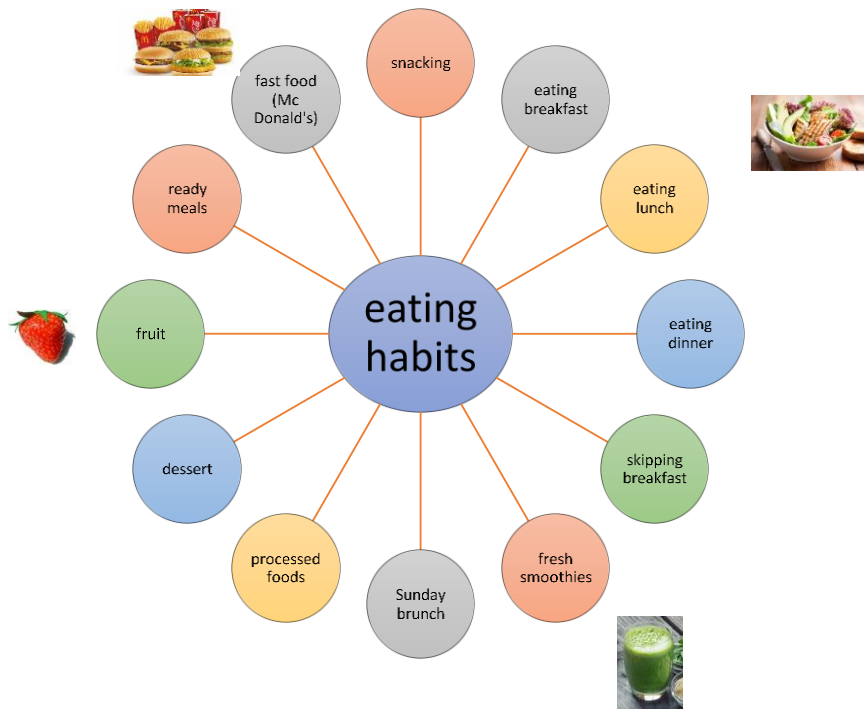 eating
habits
snacking
eating
breakfast
eating
lunch
eating
dinner
skipping
breakfast
fresh
smoothies
Sunday
brunch
processed
foods
dessert
fruit
ready
meals
fast food
(Mc
Donald's)